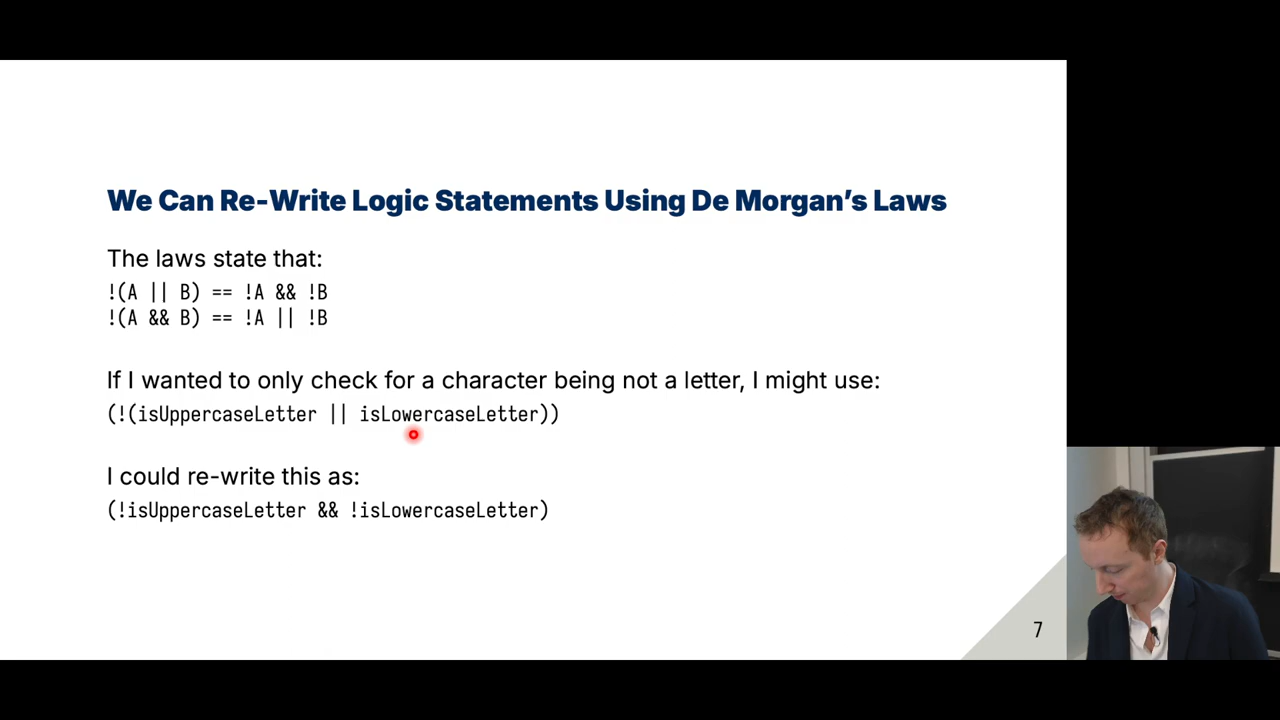 We Can Re-Write Logic Statements Using De Morgan’s Laws
The laws state that:
!(A || B) == !A && !B
!(A && B) == !A || !B
If I wanted to only check for a character being not a letter, I might use:
(!(isUppercaseLetter || isLowercaseLetter))
I could re-write this as:
(!isUppercaseLetter && !isLowercaseLetter)
7